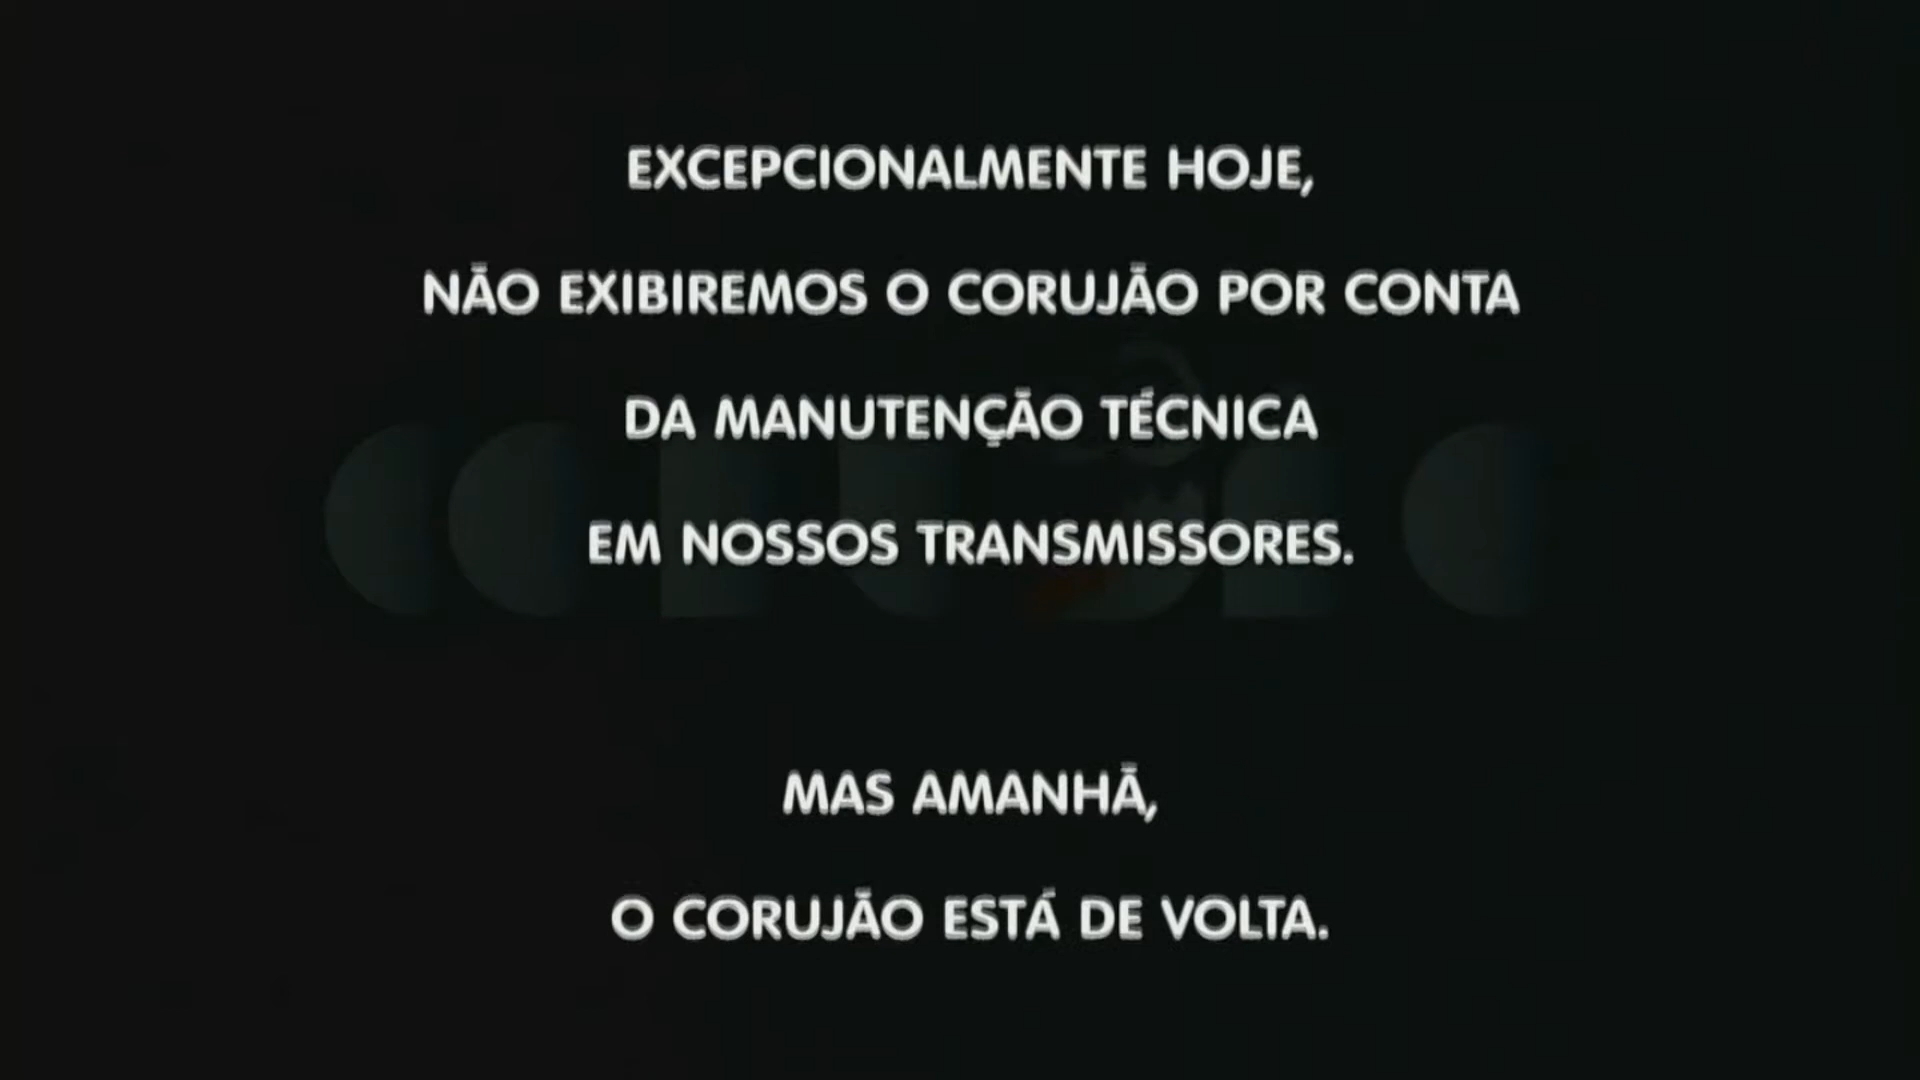 EXCEPCIONALMENTE HOJE,
NÃO EXIBIREMOS O CORUJÃO POR CONTA
DA MANUTENÇÃO TÉCNICA
EM NOSSOS TRANSMISSORES.
MAS AMANHÃ,
O CORUJÃO ESTÁ DE VOLTA.